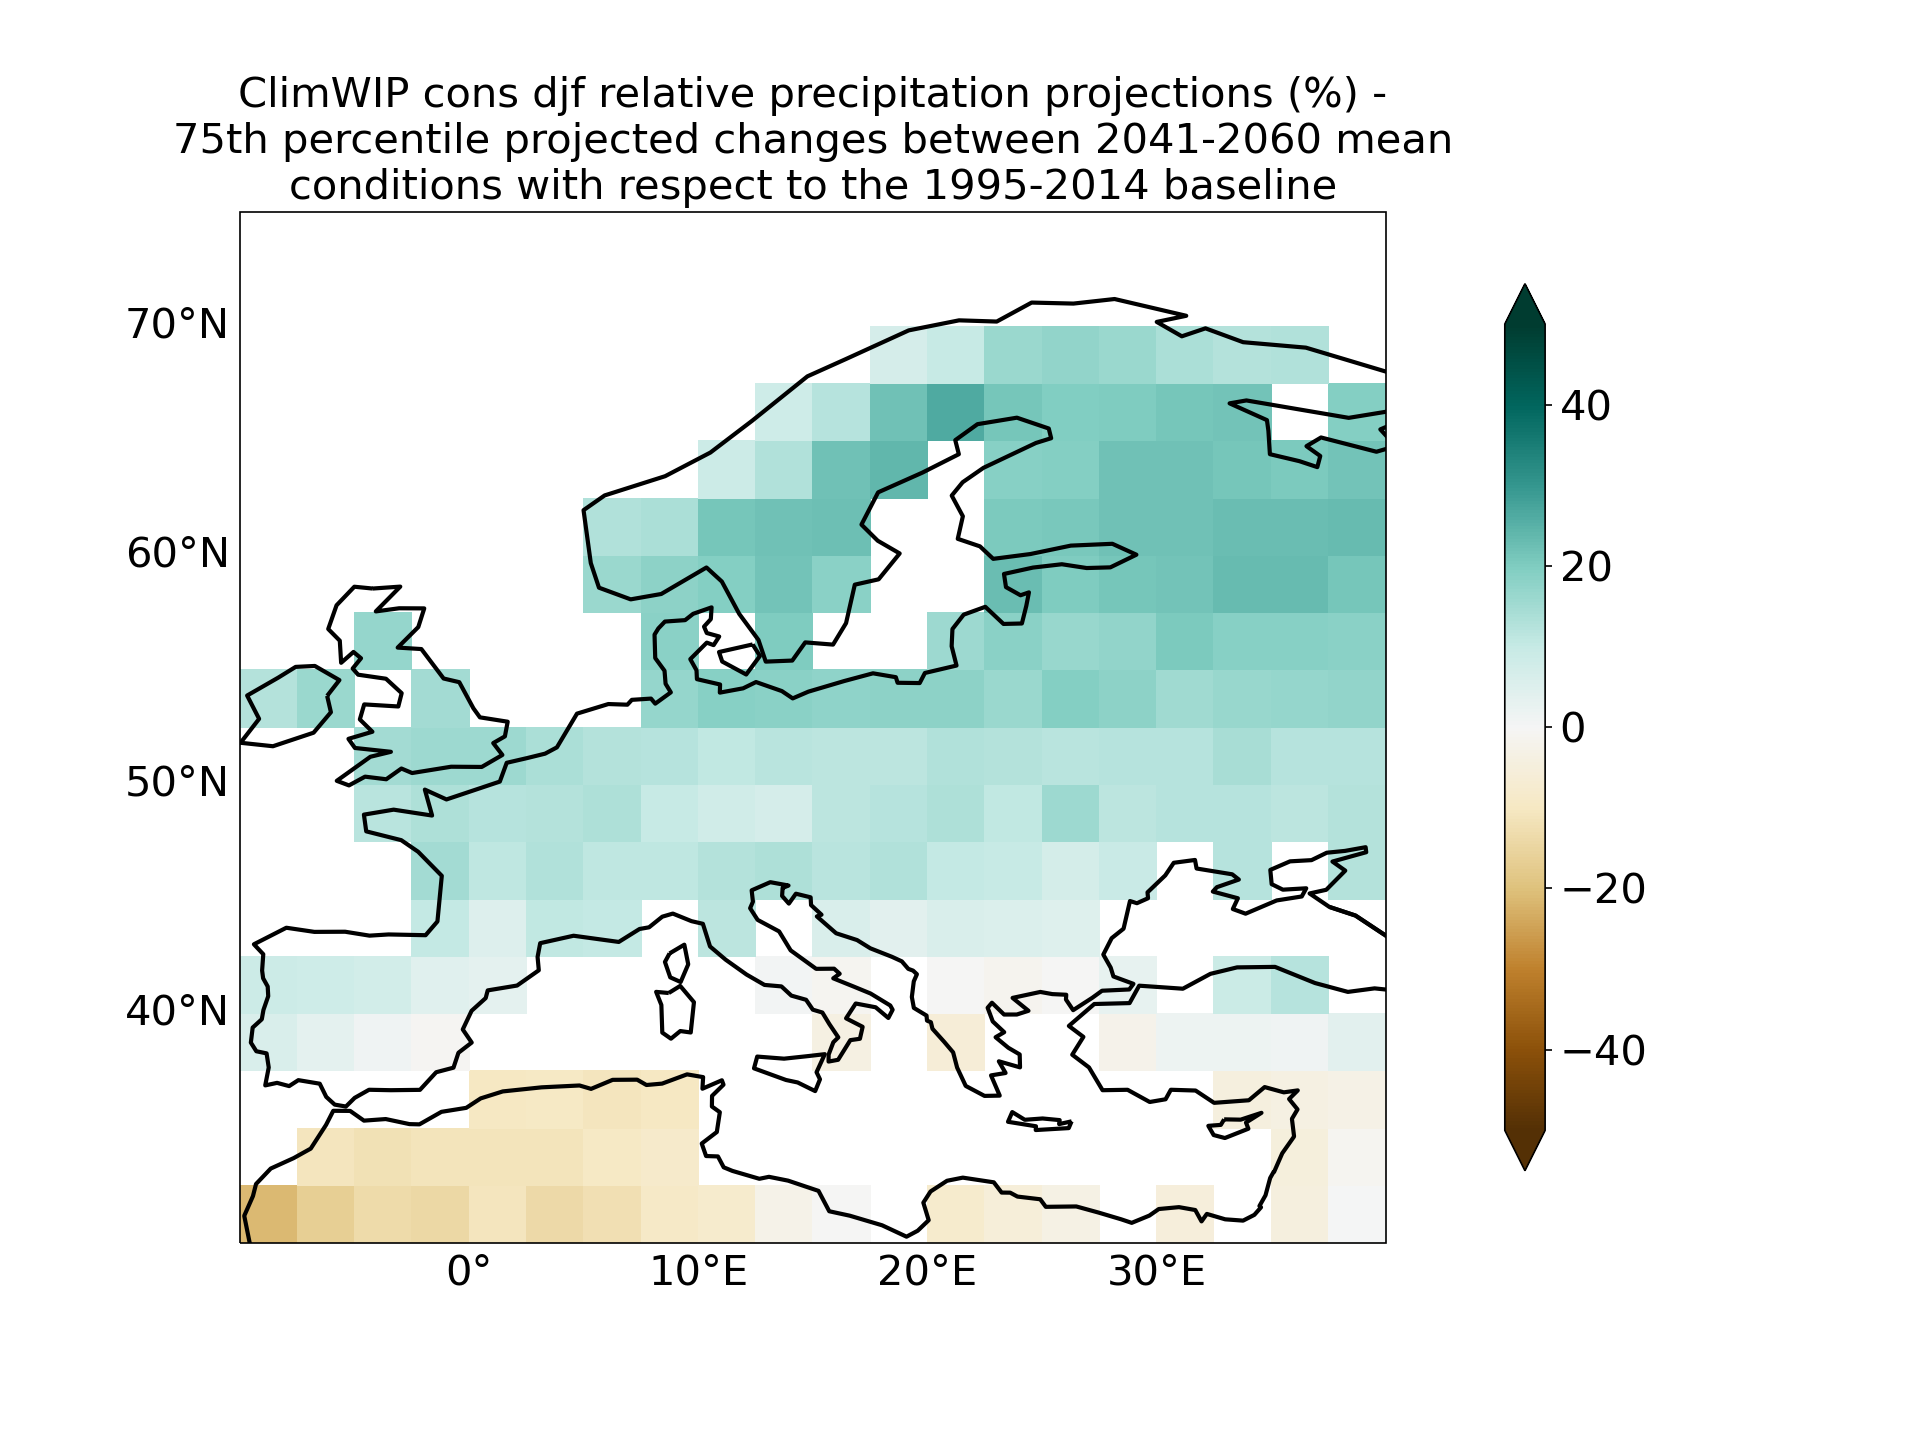 ClimWIP cons djf relative precipitation projections (%) -
75th percentile projected changes between 2041-2060 mean
conditions with respect to the 1995-2014 baseline
70°N
60°N
50°N
40°N
0°
10°E
20°E
30°E
40
20
0
−20
−40